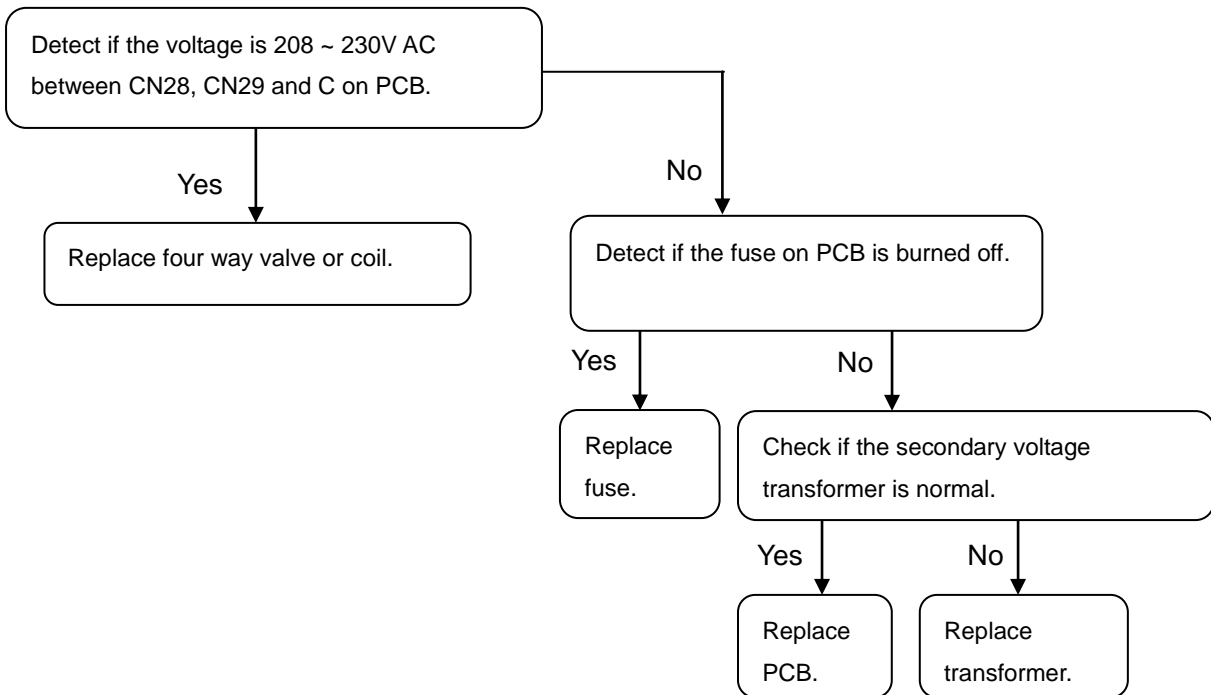 Detect if the voltage is 208 ~ 230V AC
between CN28, CN29 and C on PCB.
Yes
No
Replace four way valve or coil.
Detect if the fuse on PCB is burned off.
Yes
No
Replace
fuse.
Check if the secondary voltage
transformer is normal.
Yes
No
Replace
PCB.
Replace
transformer.